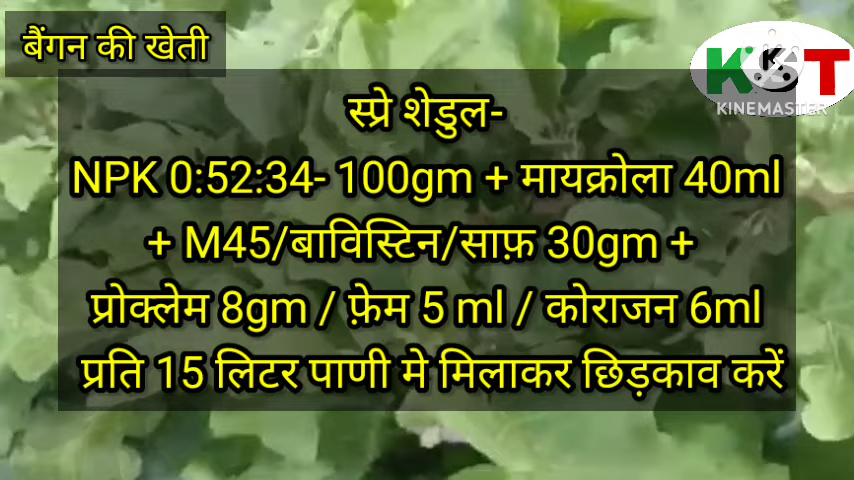 बैंगन की खेती
KST
KINEMASTER
स्प्रे शेडुल-
NPK 0:52:34- 100gm + मायक्रोला 40ml
+ M45/बाविस्टिन/साफ़ 30gm +
प्रोक्लेम 8gm / फ़ेम 5 ml / कोराजन 6ml
प्रति 15 लिटर पाणी मे मिलाकर छिड़काव करें